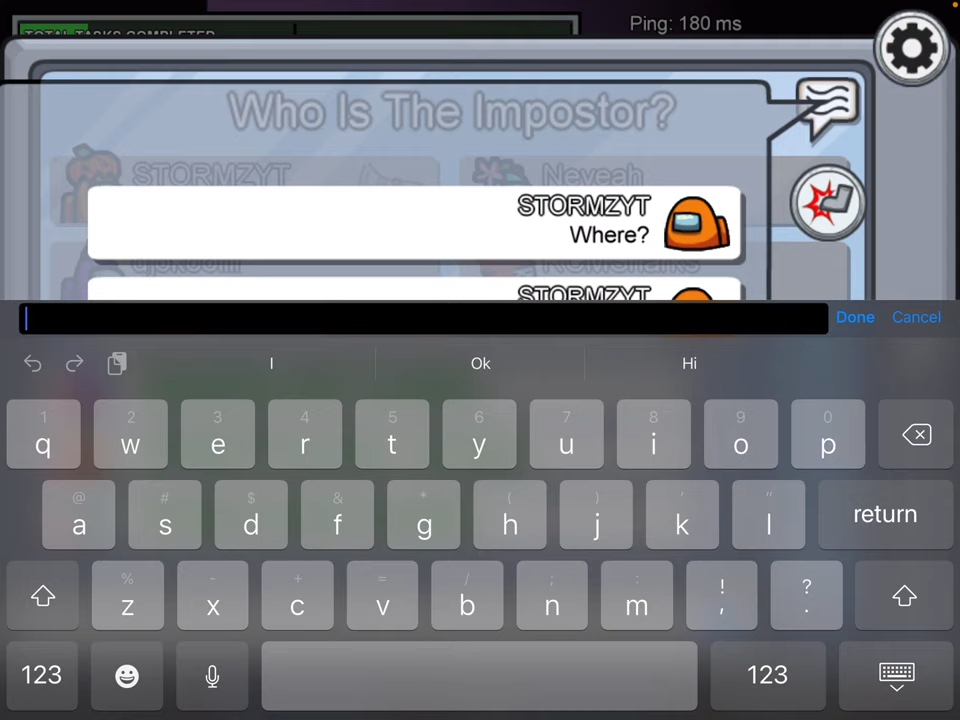 TOTAL TASKS COMPLETED
Ping: 180 ms
Who Is The Impostor?
STORMZYT
Neveah
STORMZYT
Where?
STORMZYT
Done
Cancel
I
Ok
Hi
1 2 3 4 5 6 7 8 9 0
q w e r t y u i o p
@ # $ & * ( ) ' "
a s d f g h j k l
return
% - + = / ; : ! ?
z x c v b n m , .
123
123